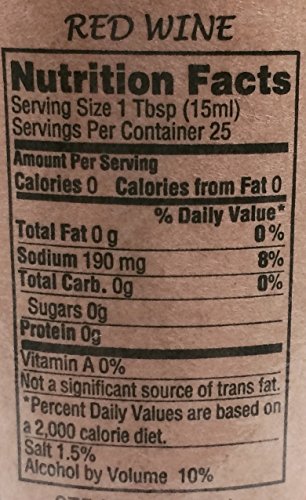 RED WINE
Nutrition Facts
Serving Size 1 Tbsp (15ml)
Servings Per Container 25
Amount Per Serving
Calories 0 Calories from Fat 0
% Daily Value*
Total Fat 0 g 0%
Sodium 190 mg 8%
Total Carb. 0g 0%
Sugars 0g
Protein 0g
Vitamin A 0%
Not a significant source of trans fat.
*Percent Daily Values are based on
a 2,000 calorie diet.
Salt 1.5%
Alcohol by Volume 10%